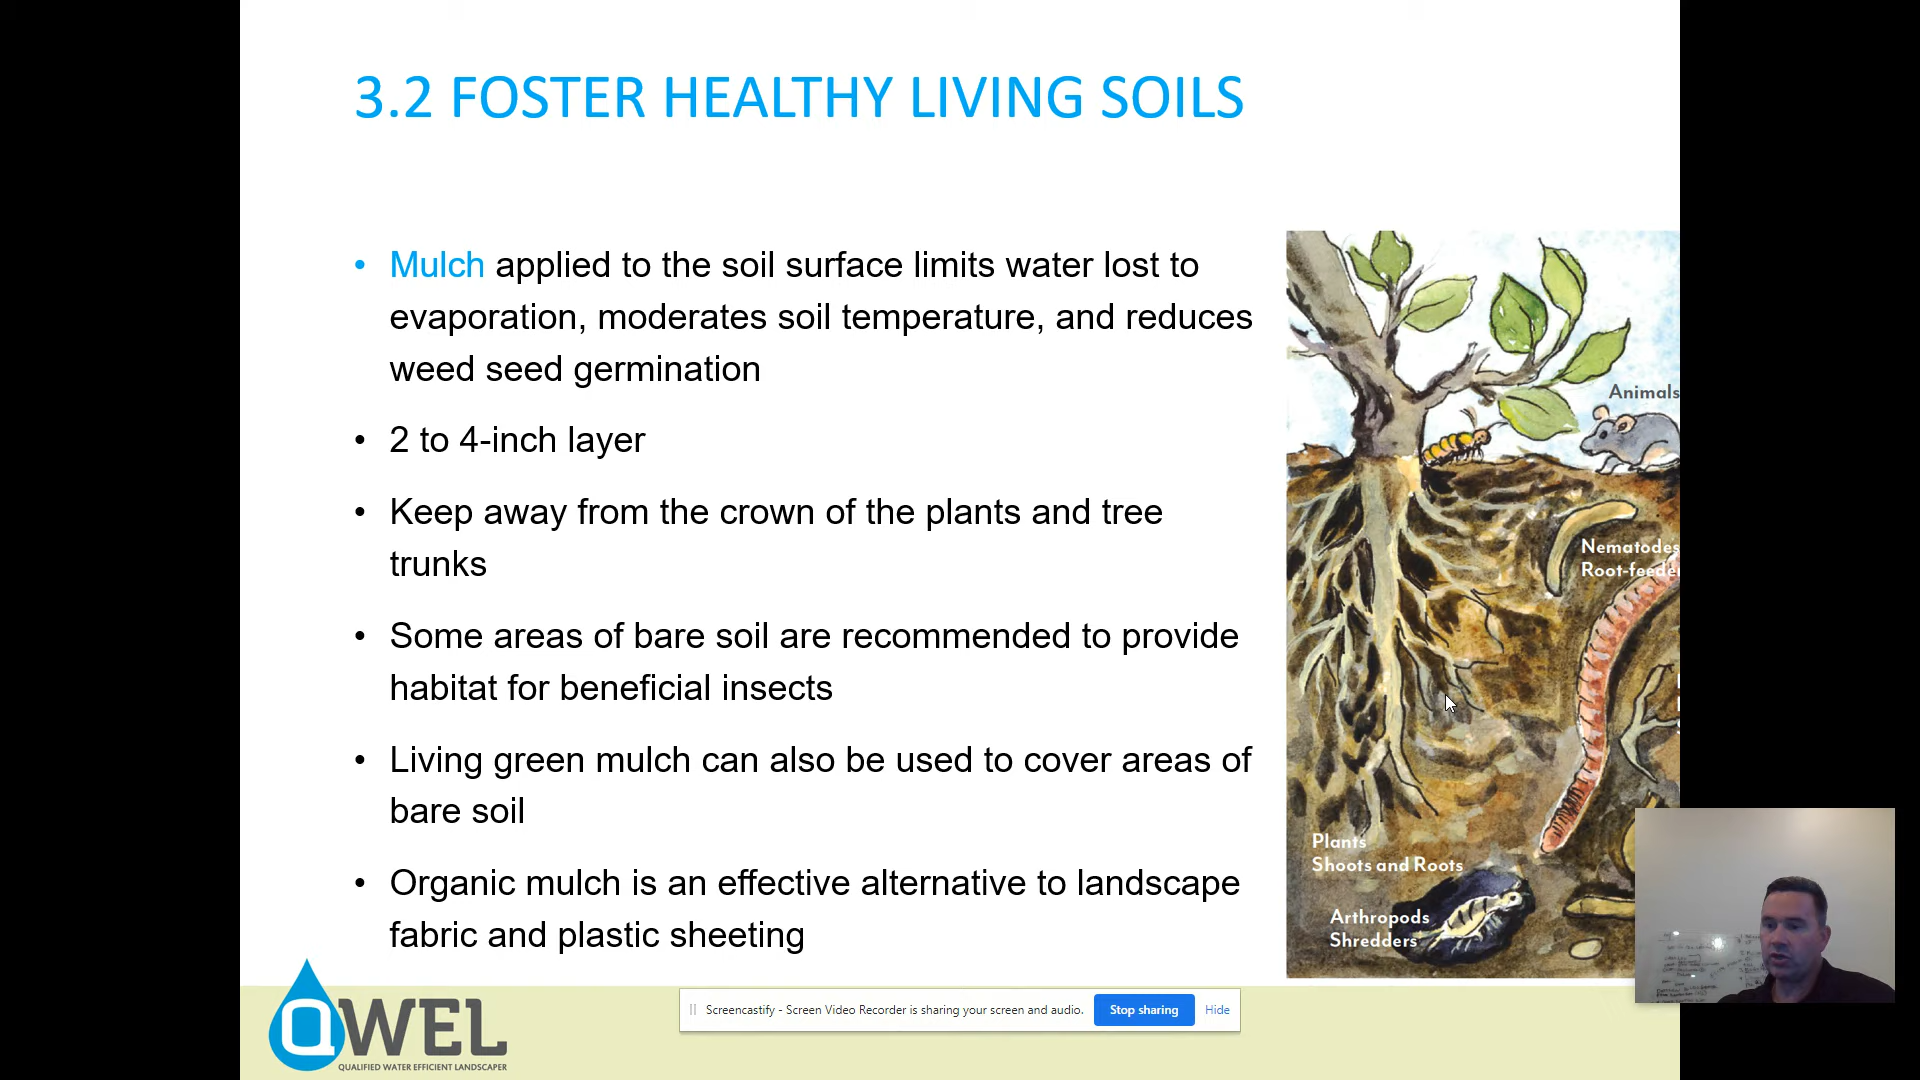 3.2 FOSTER HEALTHY LIVING SOILS
• Mulch applied to the soil surface limits water lost to
evaporation, moderates soil temperature, and reduces
weed seed germination
• 2 to 4-inch layer
• Keep away from the crown of the plants and tree
trunks
• Some areas of bare soil are recommended to provide
habitat for beneficial insects
• Living green mulch can also be used to cover areas of
bare soil
• Organic mulch is an effective alternative to landscape
fabric and plastic sheeting
Animals
Nematodes
Root-feeder
Plants
Shoots and Roots
Arthropods
Shredders
QWEL
QUALIFIED WATER EFFICIENT LANDSCAPER
Screencastify - Screen Video Recorder is sharing your screen and audio.
Stop sharing
Hide